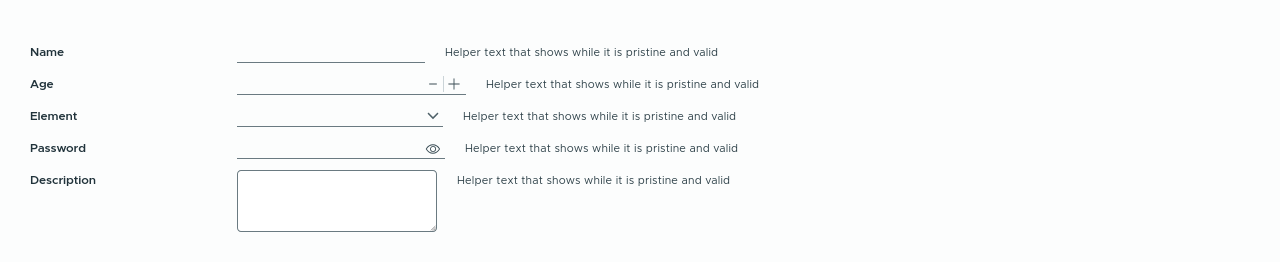 Name Helper text that shows while it is pristine and valid
Age Helper text that shows while it is pristine and valid
Element Helper text that shows while it is pristine and valid
Password Helper text that shows while it is pristine and valid
Description Helper text that shows while it is pristine and valid